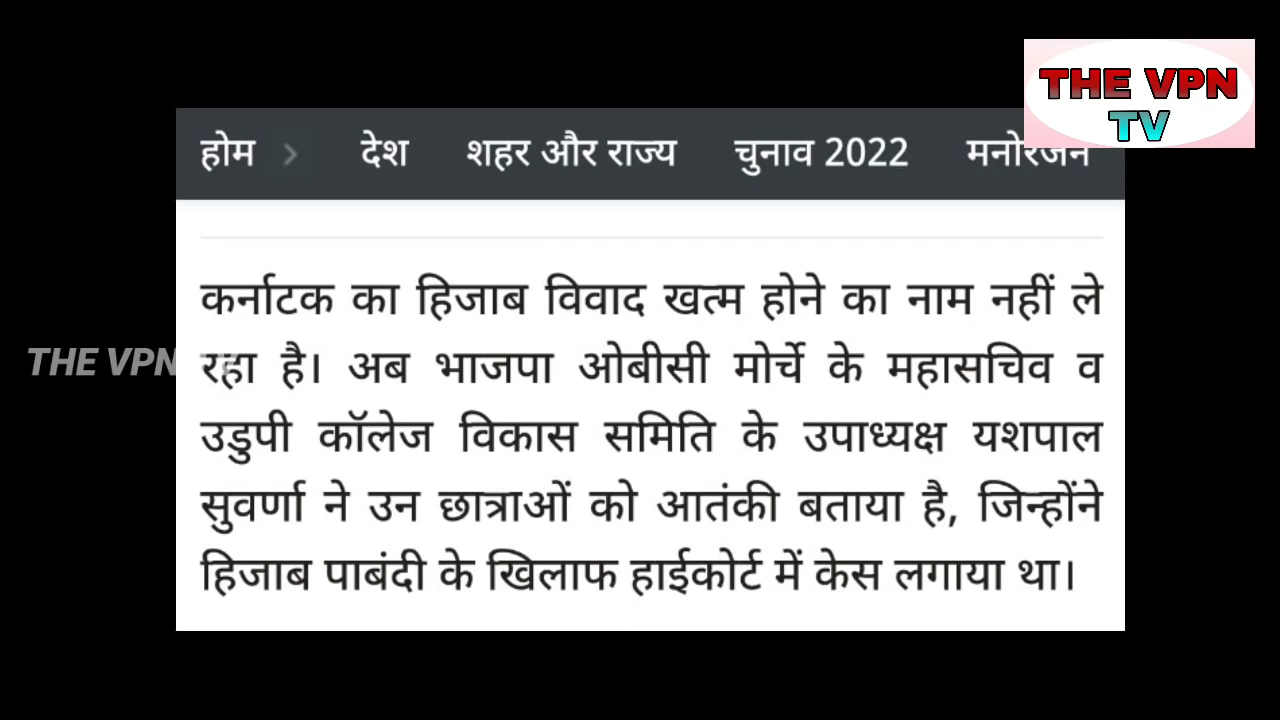 THE VPN
TV
होम > देश शहर और राज्य चुनाव 2022 मनोरंजन
कर्नाटक का हिजाब विवाद खत्म होने का नाम नहीं ले
रहा है। अब भाजपा ओबीसी मोर्चे के महासचिव व
उडुपी कॉलेज विकास समिति के उपाध्यक्ष यशपाल
सुवर्णा ने उन छात्राओं को आतंकी बताया है, जिन्होंने
हिजाब पाबंदी के खिलाफ हाईकोर्ट में केस लगाया था।
THE VPN